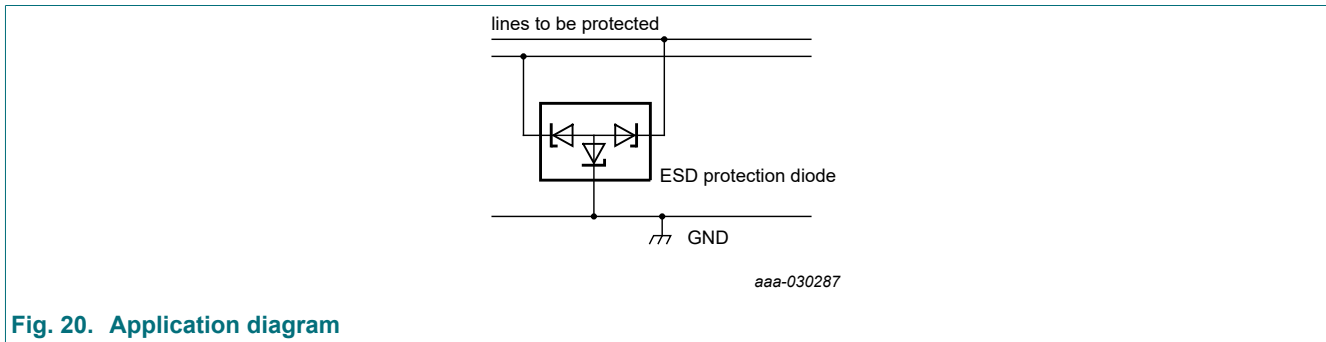 lines to be protected
ESD protection diode
GND
aaa-030287
Fig. 20. Application diagram